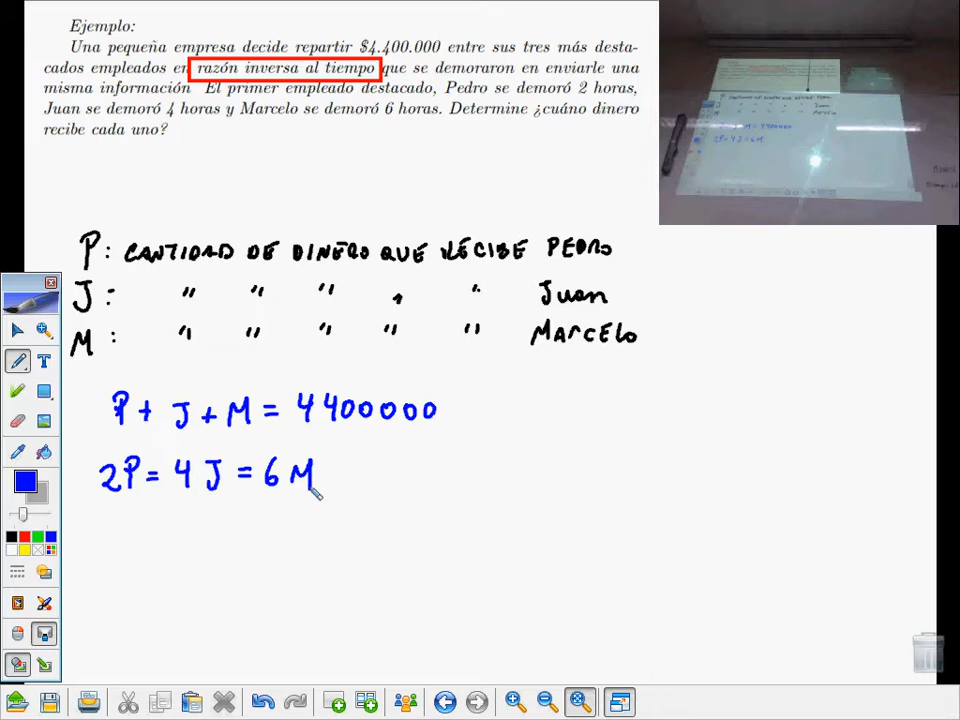 Ejemplo:
Una pequeña empresa decide repartir $4.400.000 entre sus tres más desta-
cados empleados en razón inversa al tiempo que se demoraron en enviarle una
misma información El primer empleado destacado, Pedro se demoró 2 horas,
Juan se demoró 4 horas y Marcelo se demoró 6 horas. Determine ¿cuáno dinero
recibe cada uno?
P: CANTIDAD DE DINERO QUE RECIBE PEDRO
J: " " " " " Juan
M: " " " " " MARCELO
P + J + M = 4400000
2P = 4J = 6M
T